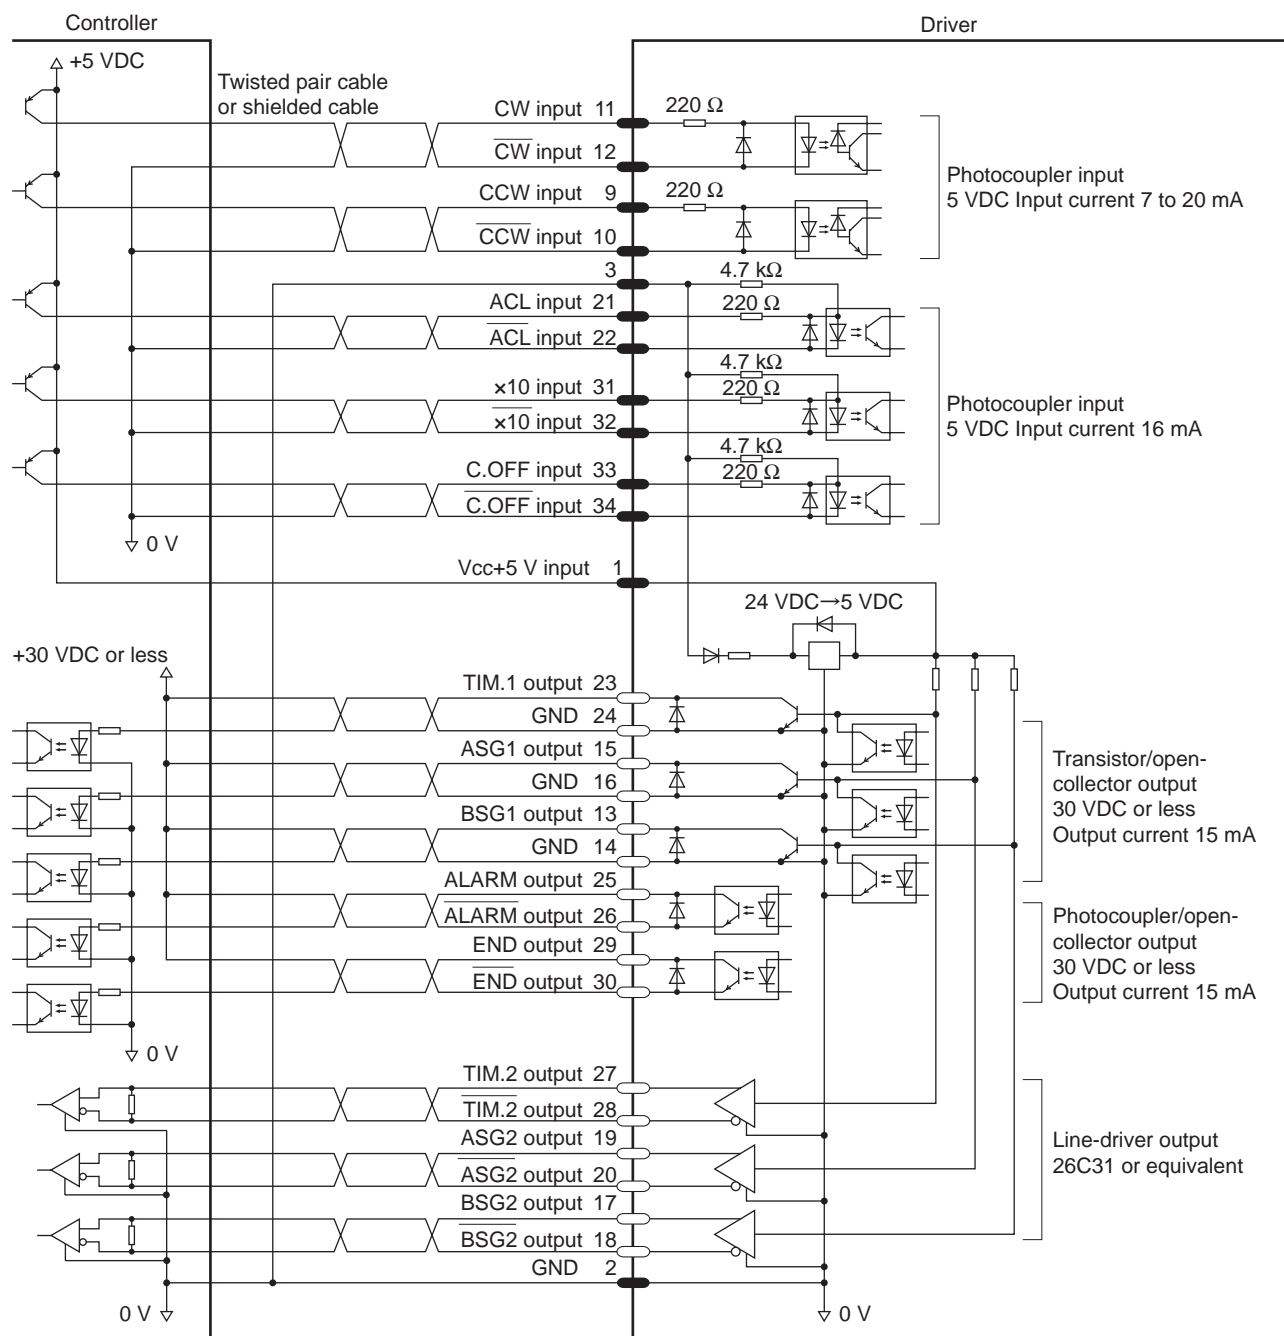 Controller
Driver
+5 VDC
Twisted pair cable
or shielded cable
CW input 11
220 Ω
CW input 12
CCW input 9
220 Ω
CCW input 10
Photocoupler input
5 VDC Input current 7 to 20 mA
3
4.7 kΩ
ACL input 21
220 Ω
ACL input 22
4.7 kΩ
×10 input 31
220 Ω
×10 input 32
4.7 kΩ
C.OFF input 33
220 Ω
C.OFF input 34
Photocoupler input
5 VDC Input current 16 mA
0 V
Vcc+5 V input 1
24 VDC→5 VDC
+30 VDC or less
TIM.1 output 23
GND 24
ASG1 output 15
GND 16
BSG1 output 13
GND 14
Transistor/open-
collector output
30 VDC or less
Output current 15 mA
ALARM output 25
ALARM output 26
END output 29
END output 30
Photocoupler/open-
collector output
30 VDC or less
Output current 15 mA
0 V
TIM.2 output 27
TIM.2 output 28
ASG2 output 19
ASG2 output 20
BSG2 output 17
BSG2 output 18
GND 2
Line-driver output
26C31 or equivalent
0 V
0 V